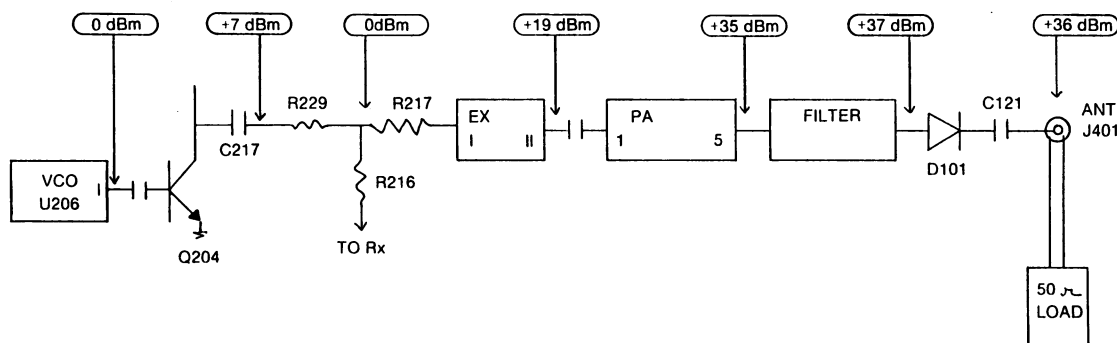 0 dBm
+7 dBm
0dBm
+19 dBm
+35 dBm
+37 dBm
+36 dBm
R229
R217
C217
EX
I
II
PA
1
5
FILTER
C121
ANT
J401
D101
VCO
I
U206
R216
Q204
TO Rx
50 Ω
LOAD